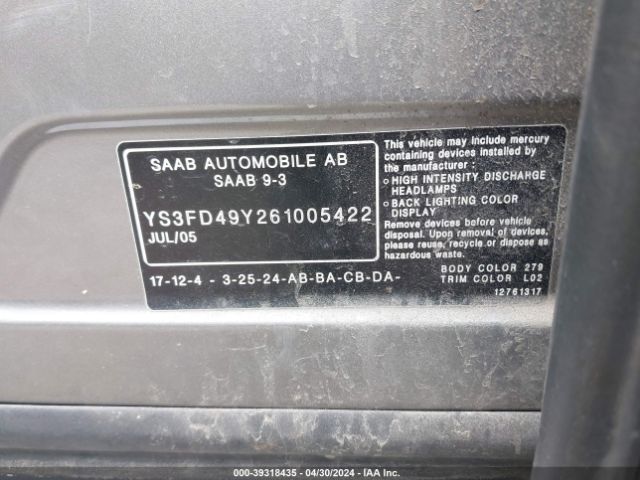 SAAB AUTOMOBILE AB
SAAB 9-3
YS3FD49Y261005422
JUL/05
17-12-4 - 3-25-24-AB-BA-CB-DA-
This vehicle may include mercury
containing devices installed by
the manufacturer :
o HIGH INTENSITY DISCHARGE
HEADLAMPS
o BACK LIGHTING COLOR
DISPLAY
Remove devices before vehicle
disposal. Upon removal of devices,
please reuse, recycle or dispose as
hazardous waste.
BODY COLOR 279
TRIM COLOR L02
12761317
000-39318435 - 04/30/2024 - IAA Inc.